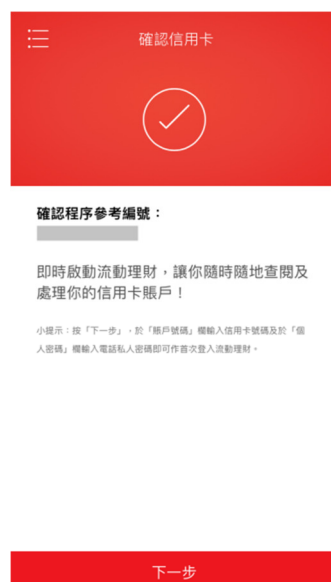 確認信用卡
確認程序參考編號：
即時啟動流動理財，讓你隨時隨地查閱及
處理你的信用卡賬戶！
小提示：按「下一步」，於「賬戶號碼」欄輸入信用卡號碼及於「個
人密碼」欄輸入電話私人密碼即可作首次登入流動理財。
下一步